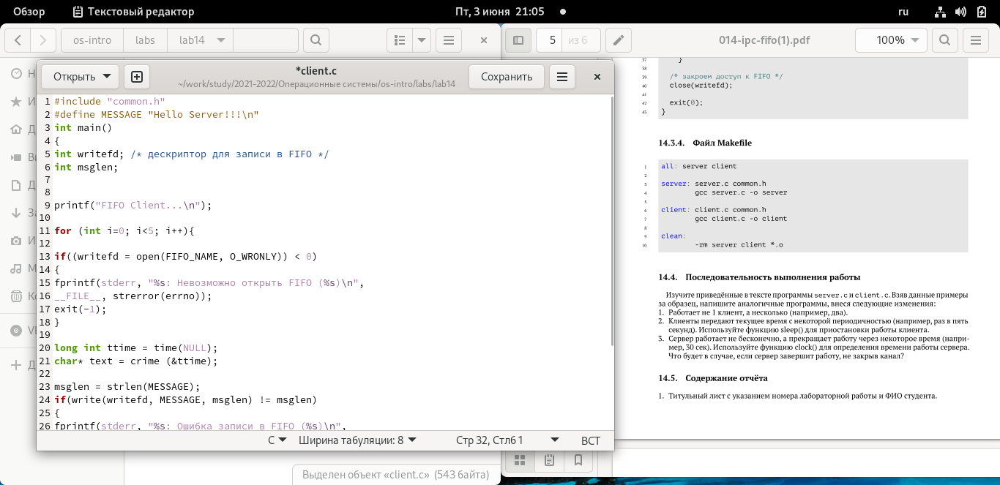 Обзор
Текстовый редактор
Пт, 3 июня 21:05
ru
os-intro
labs
lab14
5
из 6
014-ipc-fifo(1).pdf
100%
Открыть
*client.c
~/work/study/2021-2022/Операционные системы/os-intro/labs/lab14
Сохранить
1 #include "common.h"
2 #define MESSAGE "Hello Server!!!\n"
3 int main()
4 {
5 int writefd; /* дескриптор для записи в FIFO */
6 int msglen;
7
8
9 printf("FIFO Client...\n");
10
11 for (int i=0; i<5; i++){
12
13 if((writefd = open(FIFO_NAME, O_WRONLY)) < 0)
14 {
15 fprintf(stderr, "%s: Невозможно открыть FIFO (%s)\n",
16 __FILE__, strerror(errno));
17 exit(-1);
18 }
19
20 long int ttime = time(NULL);
21 char* text = crime (&ttime);
22
23 msglen = strlen(MESSAGE);
24 if(write(writefd, MESSAGE, msglen) != msglen)
25 {
26 fprintf(stderr, "%s: Ошибка записи в FIFO (%s)\n",
C
Ширина табуляции: 8
Стр 32, Стлб 1
ВСТ
Выделен объект «client.c» (543 байта)
37 }
38
39 /* закроем доступ к FIFO */
40 close(writefd);
41
42 exit(0);
43 }
14.3.4. Файл Makefile
1 all: server client
2
3 server: server.c common.h
4 gcc server.c -o server
5
6 client: client.c common.h
7 gcc client.c -o client
8
9 clean:
10 -rm server client *.o
14.4. Последовательность выполнения работы
Изучите приведённые в тексте программы server.c и client.c. Взяв данные примеры
за образец, напишите аналогичные программы, внеся следующие изменения:
1. Работает не 1 клиент, а несколько (например, два).
2. Клиенты передают текущее время с некоторой периодичностью (например, раз в пять
секунд). Используйте функцию sleep() для приостановки работы клиента.
3. Сервер работает не бесконечно, а прекращает работу через некоторое время (напри-
мер, 30 сек). Используйте функцию clock() для определения времени работы сервера.
Что будет в случае, если сервер завершит работу, не закрыв канал?
14.5. Содержание отчёта
1. Титульный лист с указанием номера лабораторной работы и ФИО студента.